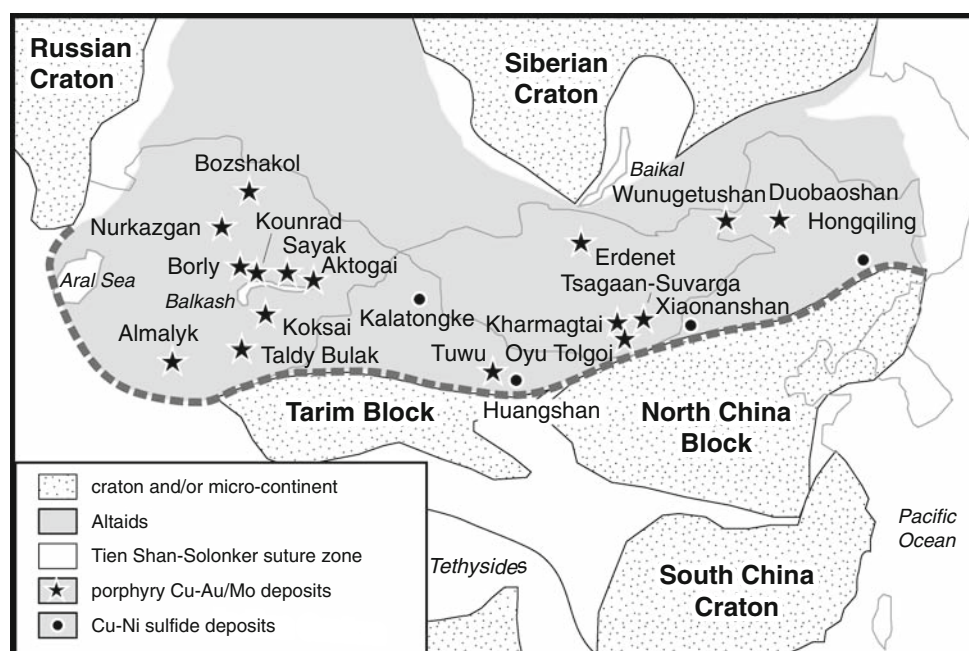 Russian
Craton
Siberian
Craton
Bozshakol
Baikal
Wunugetushan
Duobaoshan
Nurkazgan
Kounrad
Hongqiling
Sayak
Borly
Aktogai
Erdenet
Aral Sea
Tsagaan-Suvarga
Balkash
Xiaonanshan
Kalatongke
Kharmagtai
Almalyk
Koksai
Taldy Bulak
Tuwu
Oyu Tolgoi
Huangshan
Tarim Block
North China
Block
craton and/or micro-continent
Altaids
Tien Shan-Solonker suture zone
porphyry Cu-Au/Mo deposits
Cu-Ni sulfide deposits
Tethysides
South China
Craton
Pacific
Ocean